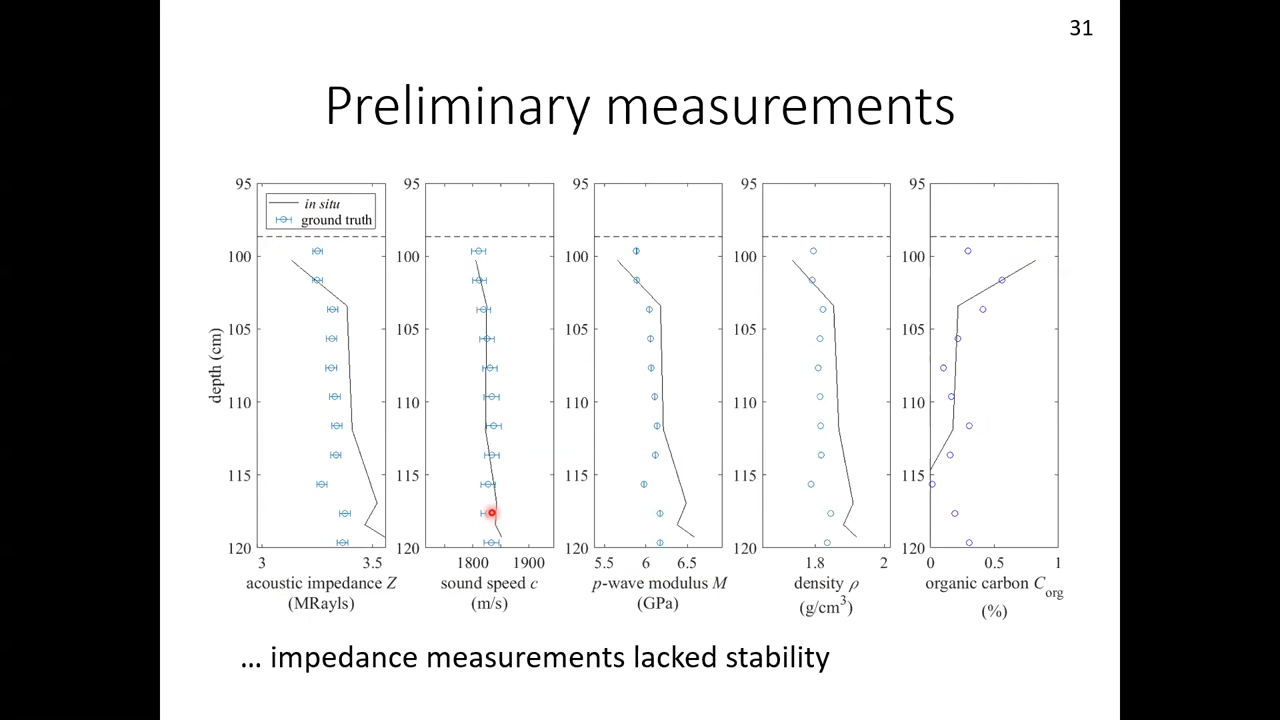 31
Preliminary measurements
95 95 95 95 95
in situ
ground truth
100 100 100 100 100
105 105 105 105 105
depth (cm)
110 110 110 110 110
115 115 115 115 115
120 120 120 120 120
3 3.5 1800 1900 5.5 6 6.5 1.8 2 0 0.5 1
acoustic impedance Z sound speed c p-wave modulus M density ρ organic carbon Corg
(MRayls) (m/s) (GPa) (g/cm3) (%)
... impedance measurements lacked stability